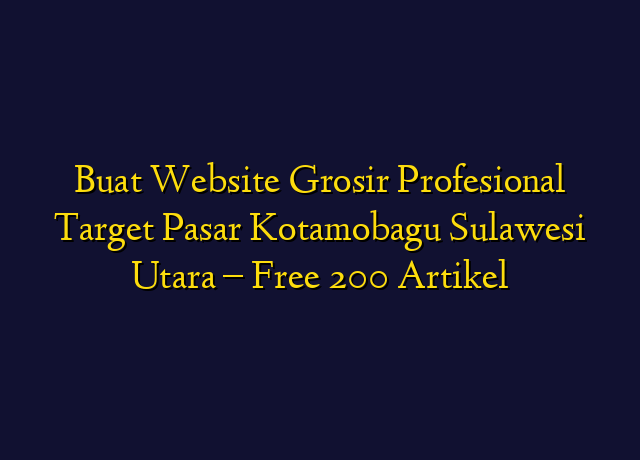 Buat Website Grosir Profesional
Target Pasar Kotamobagu Sulawesi
Utara – Free 200 Artikel